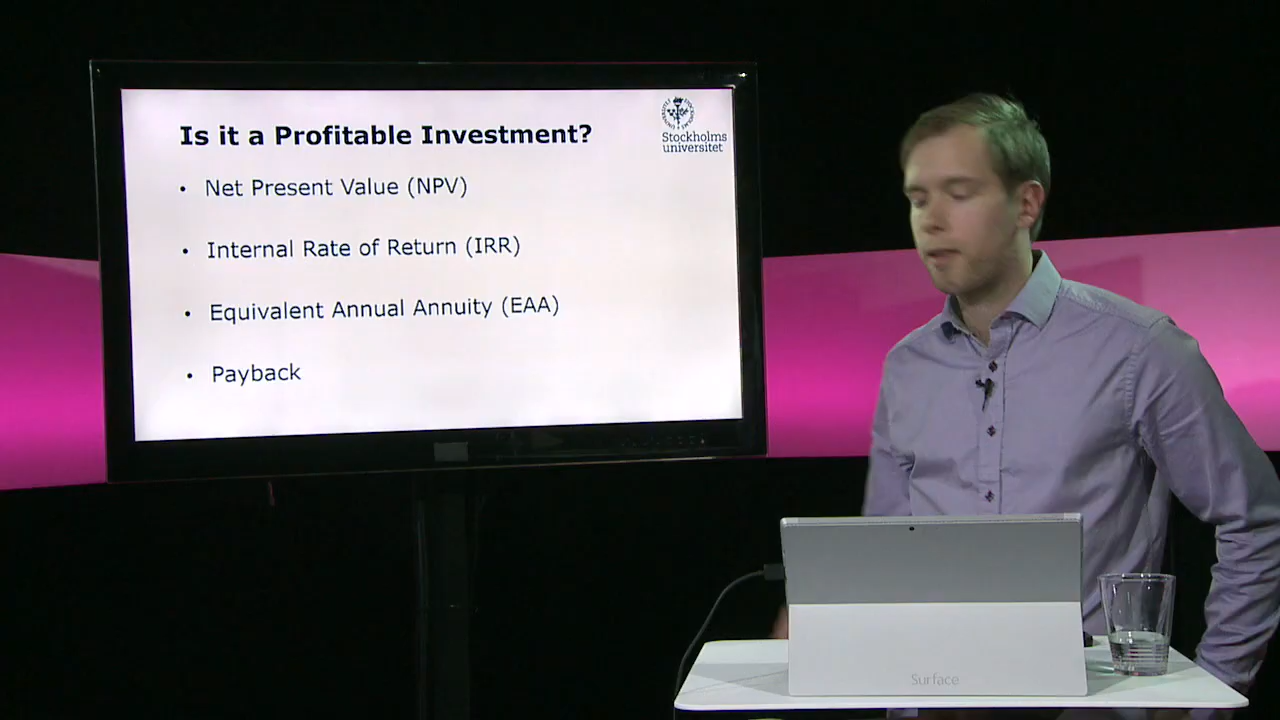 Is it a Profitable Investment?
Stockholms
universitet
• Net Present Value (NPV)
• Internal Rate of Return (IRR)
• Equivalent Annual Annuity (EAA)
• Payback
Surface